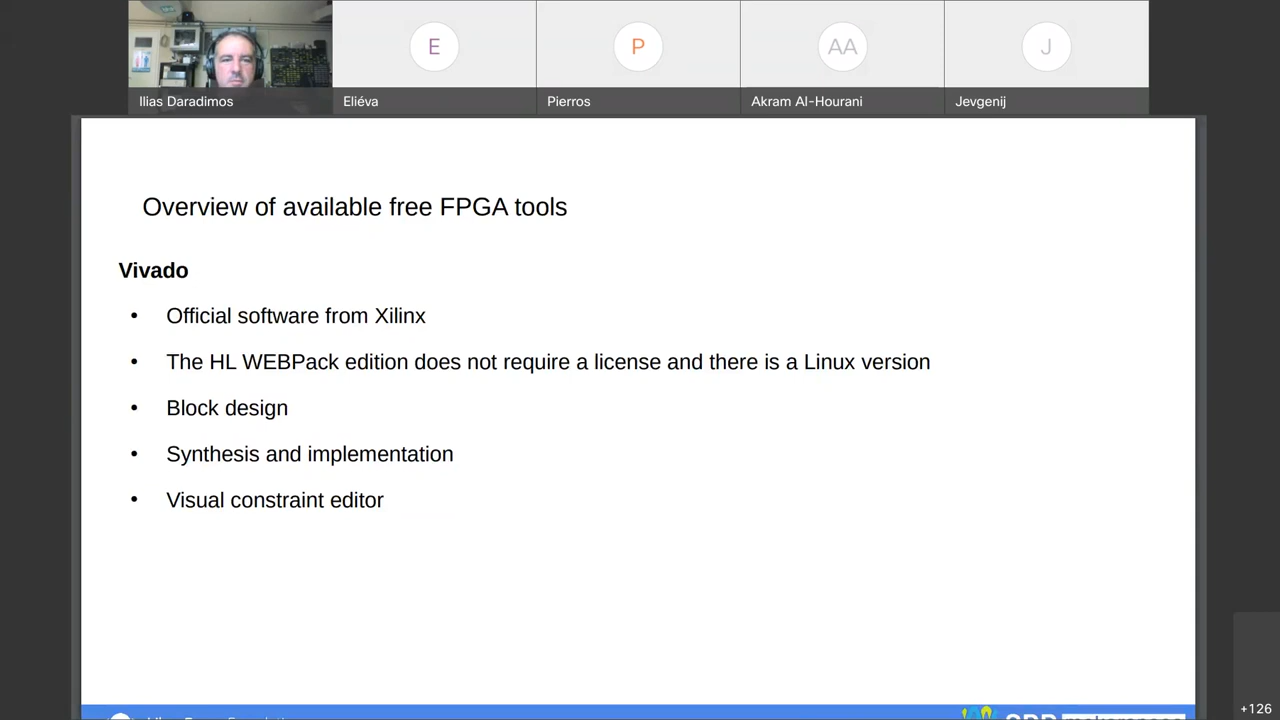 E
P
AA
J
Ilias Daradimos
Eliéva
Pierros
Akram Al-Hourani
Jevgenij
Overview of available free FPGA tools
Vivado
• Official software from Xilinx
• The HL WEBPack edition does not require a license and there is a Linux version
• Block design
• Synthesis and implementation
• Visual constraint editor
+126